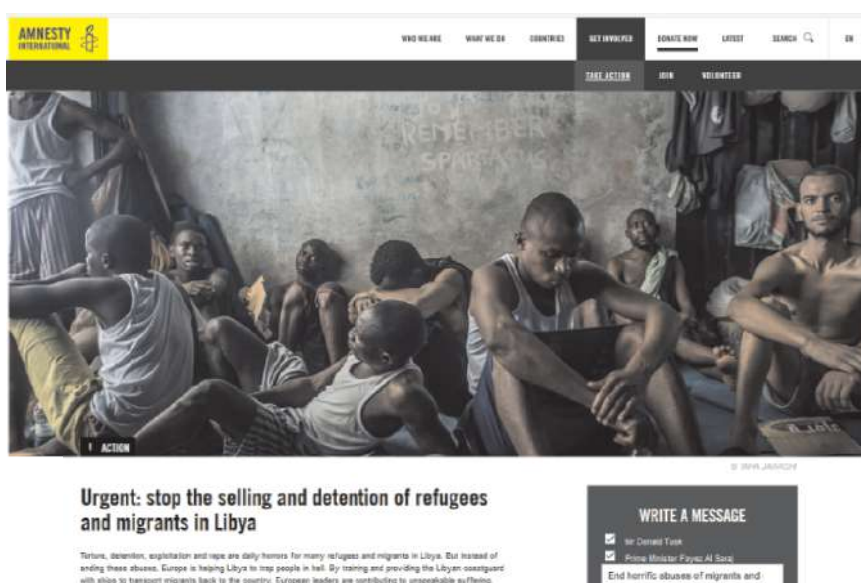 AMNESTY
INTERNATIONAL
WHO WE ARE
WHAT WE DO
COUNTRIES
GET INVOLVED
DONATE NOW
LATEST
SEARCH
EN
TAKE ACTION
JOIN
VOLUNTEER
REMEMBER
SPARTACUS
ACTION
Urgent: stop the selling and detention of refugees
and migrants in Libya
Torture, detention, exploitation and rape are daily horrors for many refugees and migrants in Libya. But instead of
ending these abuses, Europe is helping Libya to trap people in hell. By training and providing the Libyan coastguard
with ships to transport migrants back to the country, European leaders are contributing to unspeakable suffering
WRITE A MESSAGE
Mr Donald Tusk
Prime Minister Fayez Al Saraj
End horrific abuses of migrants and